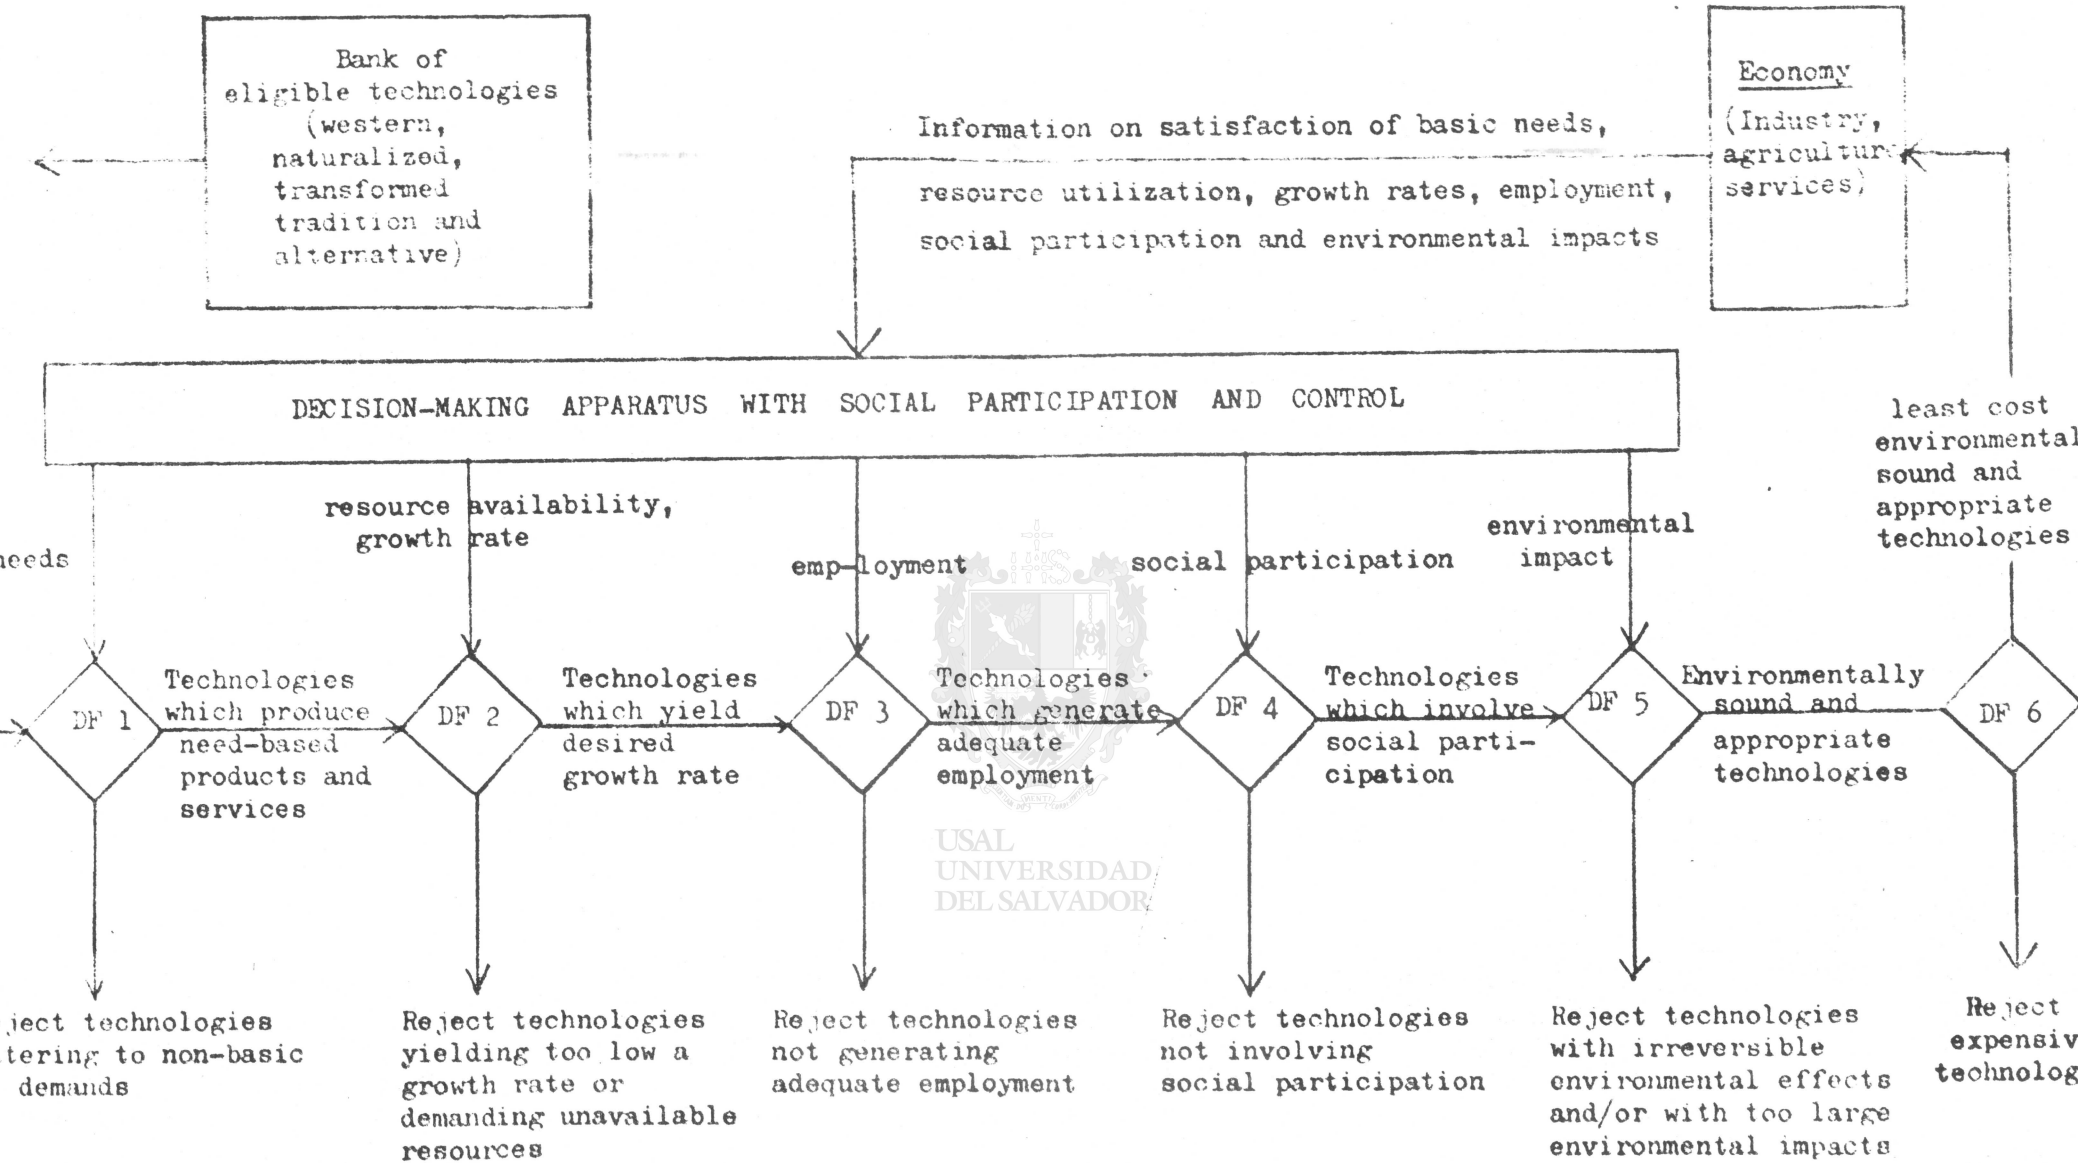 Bank of
eligible technologies
(western,
naturalized,
transformed
tradition and
alternative)
Information on satisfaction of basic needs,
resource utilization, growth rates, employment,
social participation and environmental impacts
Economy
(Industry,
agriculture
services)
DECISION-MAKING APPARATUS WITH SOCIAL PARTICIPATION AND CONTROL
least cost
environmental
sound and
appropriate
technologies
needs
resource availability,
growth rate
emp-loyment
social participation
environmental
impact
IHS
DF 1
Technologies
which produce
need-based
products and
services
DF 2
Technologies
which yield
desired
growth rate
DF 3
Technologies
which generate
adequate
employment
DF 4
Technologies
which involve
social parti-
cipation
DF 5
Environmentally
sound and
appropriate
technologies
DF 6
USAL
UNIVERSIDAD
DEL SALVADOR
ject technologies
tering to non-basic
demands
Reject technologies
yielding too low a
growth rate or
demanding unavailable
resources
Reject technologies
not generating
adequate employment
Reject technologies
not involving
social participation
Reject technologies
with irreversible
environmental effects
and/or with too large
environmental impacts
Reject
expensiv
technolog